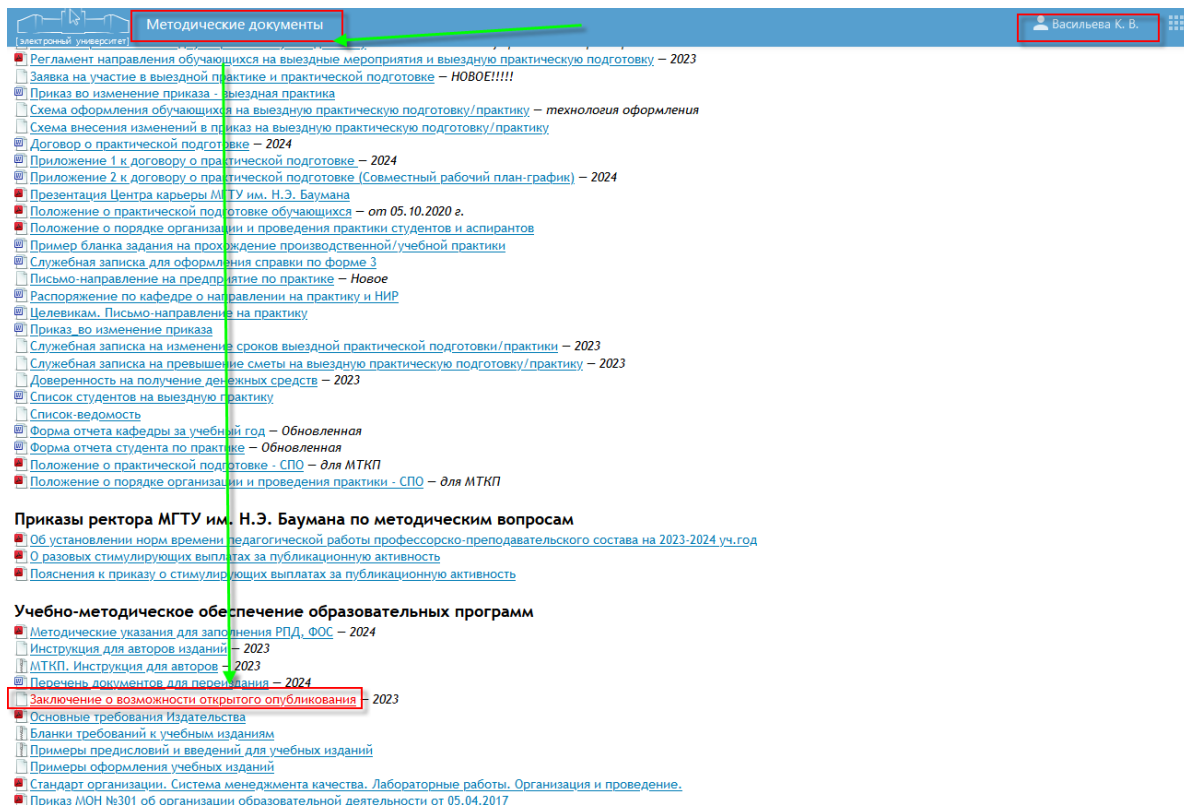 Методические документы
Васильева К. В.
[электронный университет]
Регламент направления обучающихся на выездные мероприятия и выездную практическую подготовку – 2023
Заявка на участие в выездной практике и практической подготовке – НОВОЕ!!!!!
Приказ во изменение приказа - выездная практика
Схема оформления обучающихся на выездную практическую подготовку/практику – технология оформления
Схема внесения изменений в приказ на выездную практическую подготовку/практику
Договор о практической подготовке – 2024
Приложение 1 к договору о практической подготовке – 2024
Приложение 2 к договору о практической подготовке (Совместный рабочий план-график) – 2024
Презентация Центра карьеры МГТУ им. Н.Э. Баумана
Положение о практической подготовке обучающихся – от 05.10.2020 г.
Положение о порядке организации и проведения практики студентов и аспирантов
Пример бланка задания на прохождение производственной/учебной практики
Служебная записка для оформления справки по форме 3
Письмо-направление на предприятие по практике – Новое
Распоряжение по кафедре о направлении на практику и НИР
Целевикам. Письмо-направление на практику
Приказ_во изменение приказа
Служебная записка на изменение сроков выездной практической подготовки/практики – 2023
Служебная записка на превышение сметы на выездную практическую подготовку/практику – 2023
Доверенность на получение денежных средств – 2023
Список студентов на выездную практику
Список-ведомость
Форма отчета кафедры за учебный год – Обновленная
Форма отчета студента по практике – Обновленная
Положение о практической подготовке - СПО – для МТКП
Положение о порядке организации и проведения практики - СПО – для МТКП
Приказы ректора МГТУ им. Н.Э. Баумана по методическим вопросам
Об установлении норм времени педагогической работы профессорско-преподавательского состава на 2023-2024 уч.год
О разовых стимулирующих выплатах за публикационную активность
Пояснения к приказу о стимулирующих выплатах за публикационную активность
Учебно-методическое обеспечение образовательных программ
Методические указания для заполнения РПД, ФОС – 2024
Инструкция для авторов изданий – 2023
МТКП. Инструкция для авторов – 2023
Перечень документов для переиздания – 2024
Заключение о возможности открытого опубликования – 2023
Основные требования Издательства
Бланки требований к учебным изданиям
Примеры предисловий и введений для учебных изданий
Примеры оформления учебных изданий
Стандарт организации. Система менеджмента качества. Лабораторные работы. Организация и проведение.
Приказ МОН №301 об организации образовательной деятельности от 05.04.2017